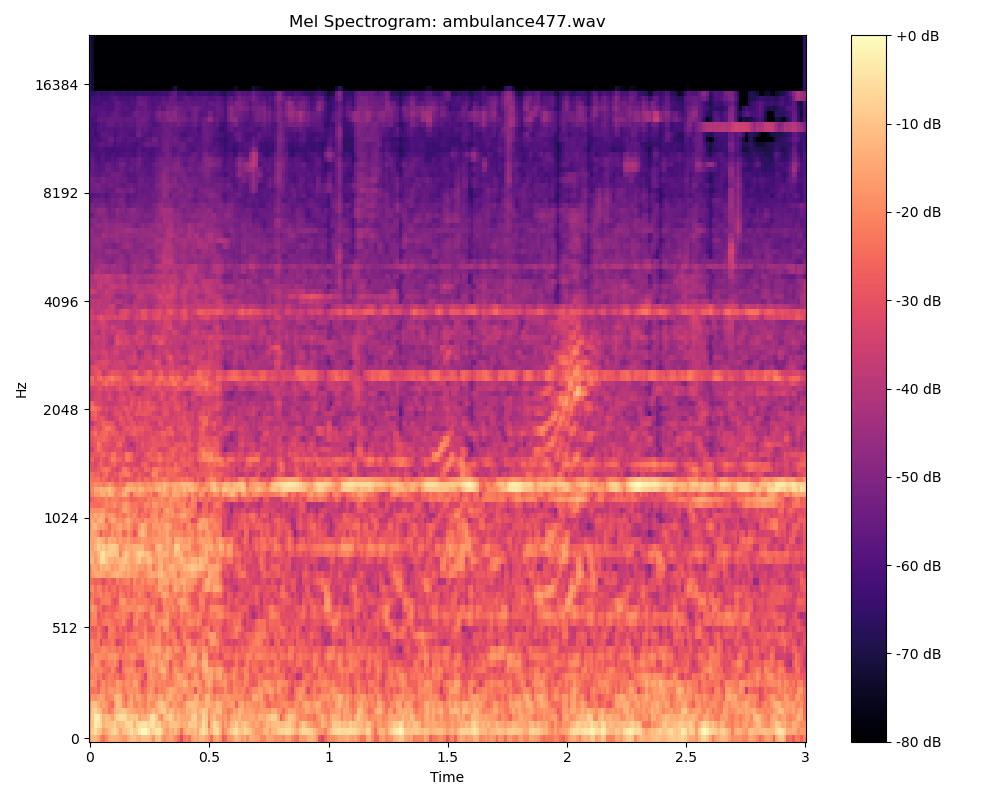 Mel Spectrogram: ambulance477.wav
Hz
16384
8192
4096
2048
1024
512
0
0 0.5 1 1.5 2 2.5 3
Time
+0 dB
-10 dB
-20 dB
-30 dB
-40 dB
-50 dB
-60 dB
-70 dB
-80 dB